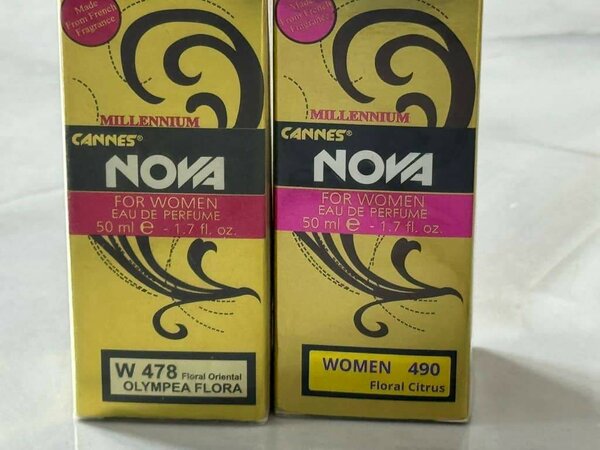 Made
From French
Fragrance
MILLENNIUM
CANNES®
NOVA
FOR WOMEN
EAU DE PERFUME
50 ml e - 1.7 fl. oz.
W 478 Floral Oriental
OLYMPEA FLORA
Made
From French
Fragrance
MILLENNIUM
CANNES®
NOVA
FOR WOMEN
EAU DE PERFUME
50 ml e - 1.7 fl. oz.
WOMEN 490
Floral Citrus